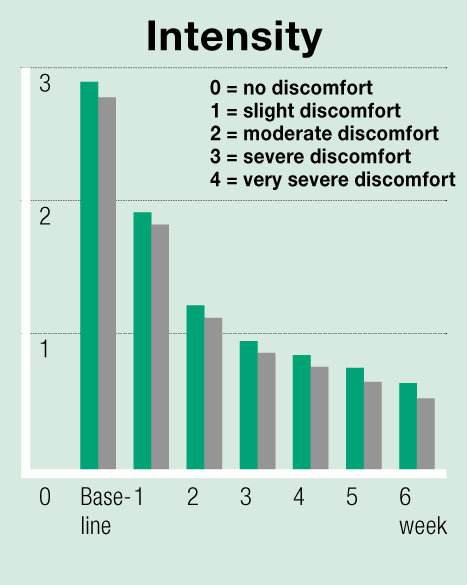 Intensity
3
0 = no discomfort
1 = slight discomfort
2 = moderate discomfort
3 = severe discomfort
4 = very severe discomfort
2
1
0 Base- 1 2 3 4 5 6
line week